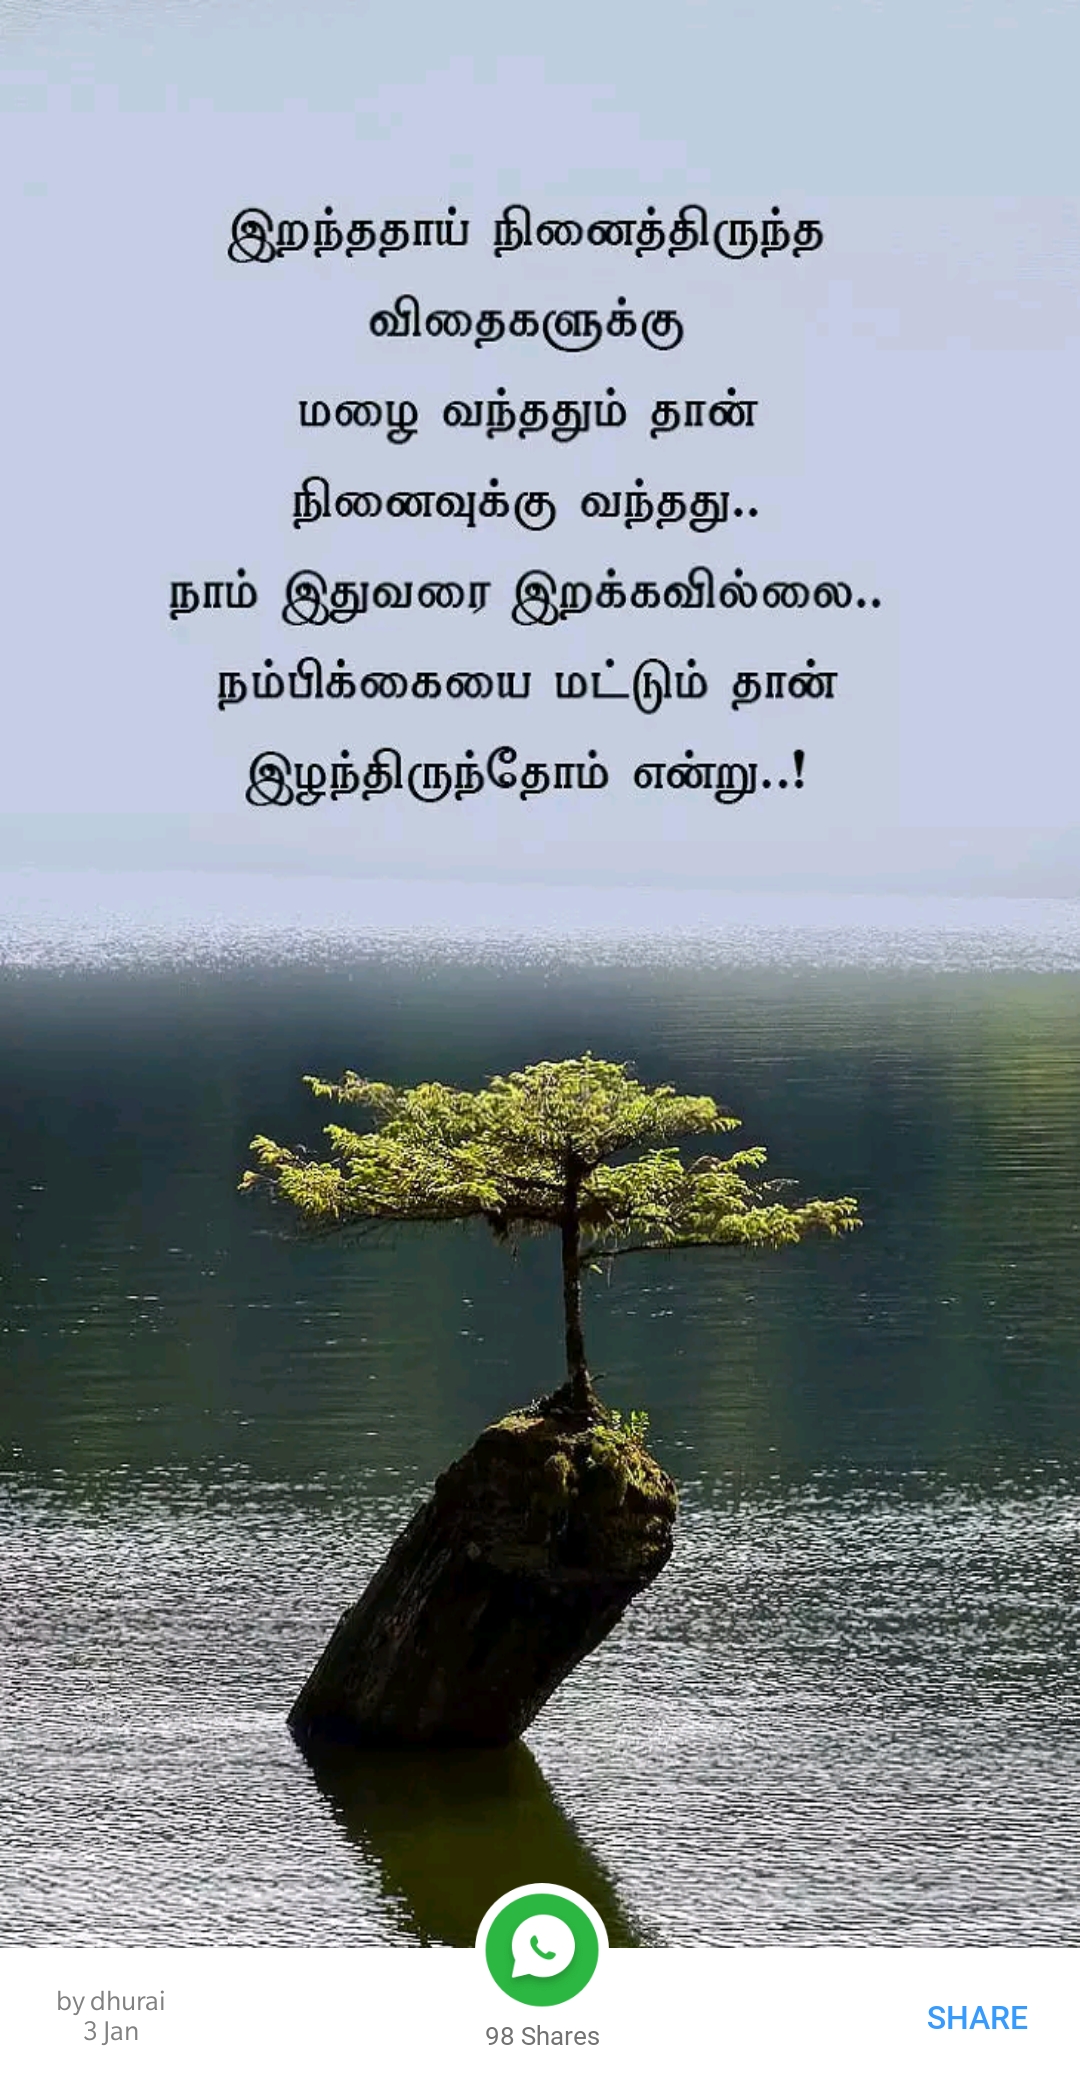 இறந்ததாய் நினைத்திருந்த
விதைகளுக்கு
மழை வந்ததும் தான்
நினைவுக்கு வந்தது..
நாம் இதுவரை இறக்கவில்லை..
நம்பிக்கையை மட்டும் தான்
இழந்திருந்தோம் என்று..!
by dhurai
3 Jan
98 Shares
SHARE